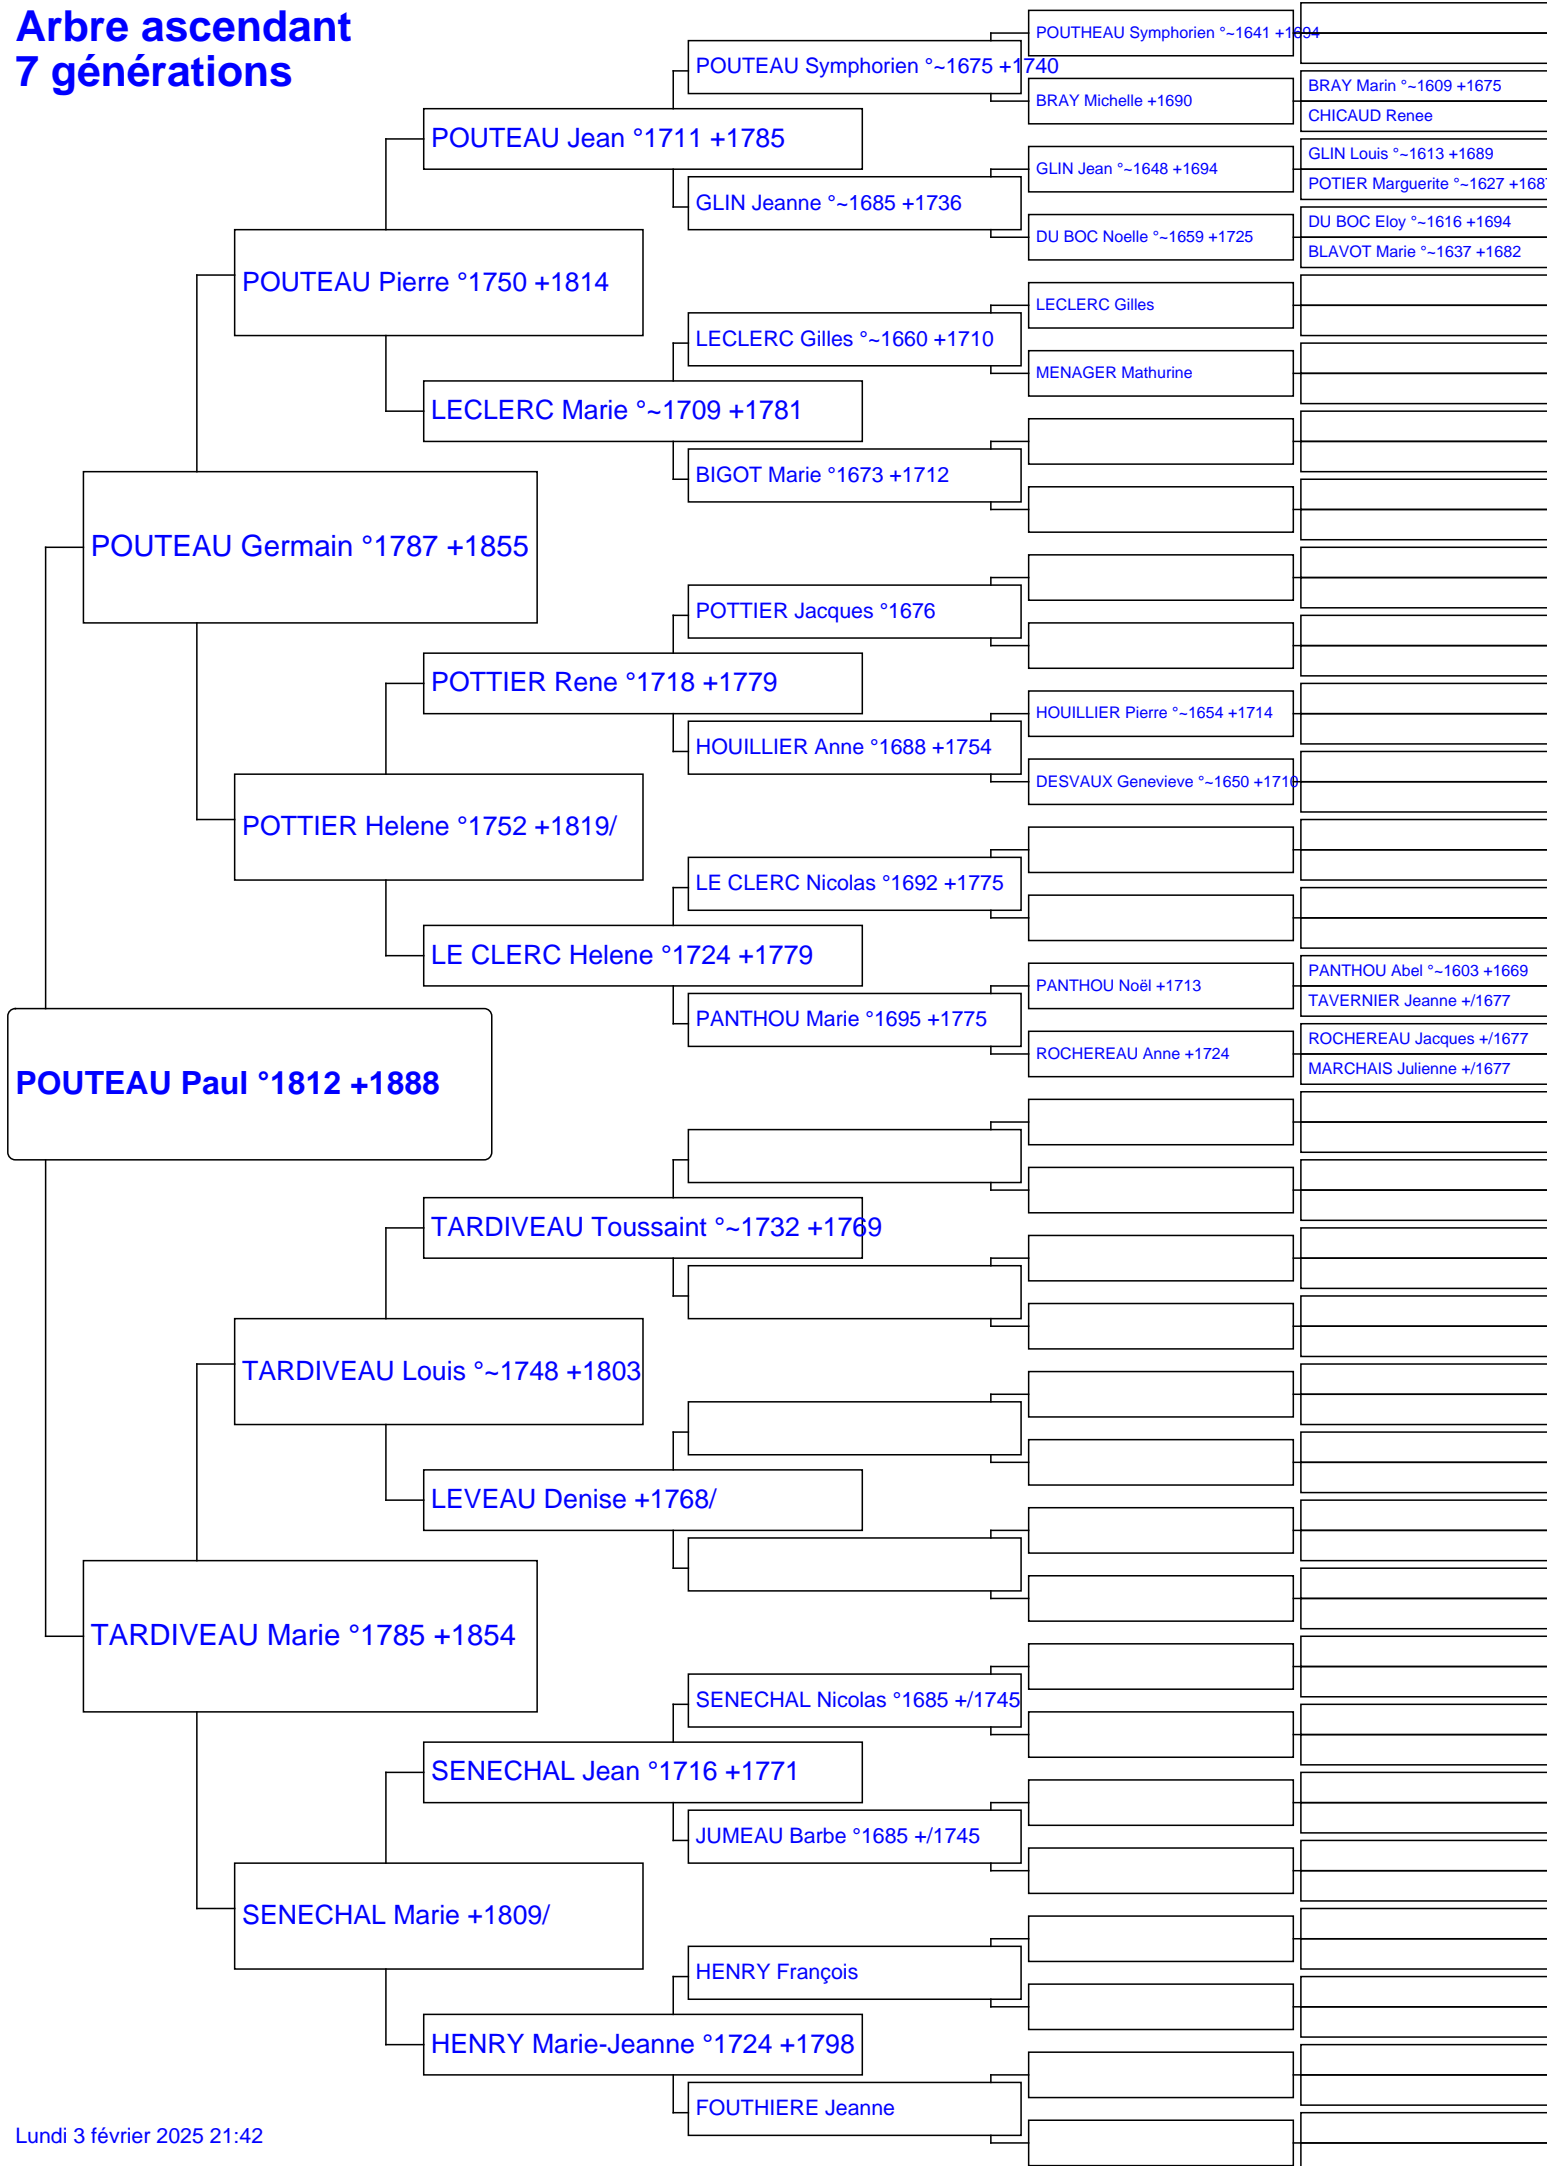 Arbre ascendant
7 générations
POUTHEAU Symphorien °~1641 +1694
POUTEAU Symphorien °~1675 +1740
BRAY Marin °~1609 +1675
BRAY Michelle +1690
CHICAUD Renee
POUTEAU Jean °1711 +1785
GLIN Louis °~1613 +1689
GLIN Jean °~1648 +1694
POTIER Marguerite °~1627 +168
GLIN Jeanne °~1685 +1736
DU BOC Eloy °~1616 +1694
DU BOC Noelle °~1659 +1725
BLAVOT Marie °~1637 +1682
POUTEAU Pierre °1750 +1814
LECLERC Gilles
LECLERC Gilles °~1660 +1710
MENAGER Mathurine
LECLERC Marie °~1709 +1781
BIGOT Marie °1673 +1712
POUTEAU Germain °1787 +1855
POTTIER Jacques °1676
POTTIER Rene °1718 +1779
HOUILLIER Pierre °~1654 +1714
HOUILLIER Anne °1688 +1754
DESVAUX Genevieve °~1650 +1710
POTTIER Helene °1752 +1819/
LE CLERC Nicolas °1692 +1775
LE CLERC Helene °1724 +1779
PANTHOU Abel °~1603 +1669
PANTHOU Noël +1713
TAVERNIER Jeanne +/1677
PANTHOU Marie °1695 +1775
ROCHEREAU Jacques +/1677
ROCHEREAU Anne +1724
MARCHAIS Julienne +/1677
POUTEAU Paul °1812 +1888
TARDIVEAU Toussaint °~1732 +1769
TARDIVEAU Louis °~1748 +1803
LEVEAU Denise +1768/
TARDIVEAU Marie °1785 +1854
SENECHAL Nicolas °1685 +/1745
SENECHAL Jean °1716 +1771
JUMEAU Barbe °1685 +/1745
SENECHAL Marie +1809/
HENRY François
HENRY Marie-Jeanne °1724 +1798
FOUTHIERE Jeanne
Lundi 3 février 2025 21:42